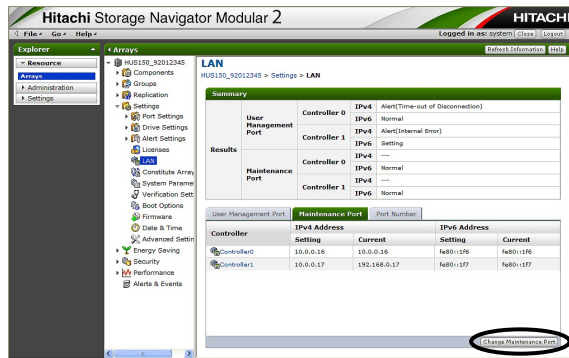 Hitachi Storage Navigator Modular 2
HITACHI
File Go Help
Logged in as: system Close Logout
Explorer
Arrays
Refresh Information Help
Resource
Arrays
Administration
Settings
HUS150_92012345
Components
Groups
Replication
Settings
Port Settings
Drive Settings
Alert Settings
Licenses
LAN
Constitute Array
System Parame
Verification Sett
Boot Options
Firmware
Date & Time
Advanced Settin
Energy Saving
Security
Performance
Alerts & Events
LAN
HUS150_92012345 > Settings > LAN
Summary
Results
User Management Port
Controller 0
IPv4 Alert(Time-out of Disconnection)
IPv6 Normal
Controller 1
IPv4 Alert(Internal Error)
IPv6 Setting
Maintenance Port
Controller 0
IPv4 ---
IPv6 Normal
Controller 1
IPv4 ---
IPv6 Normal
User Management Port Maintenance Port Port Number
Controller IPv4 Address IPv6 Address
Setting Current Setting Current
Controller0 10.0.0.16 10.0.0.16 fe80::1f6 fe80::1f6
Controller1 10.0.0.17 192.168.0.17 fe80::1f7 fe80::1f7
Change Maintenance Port